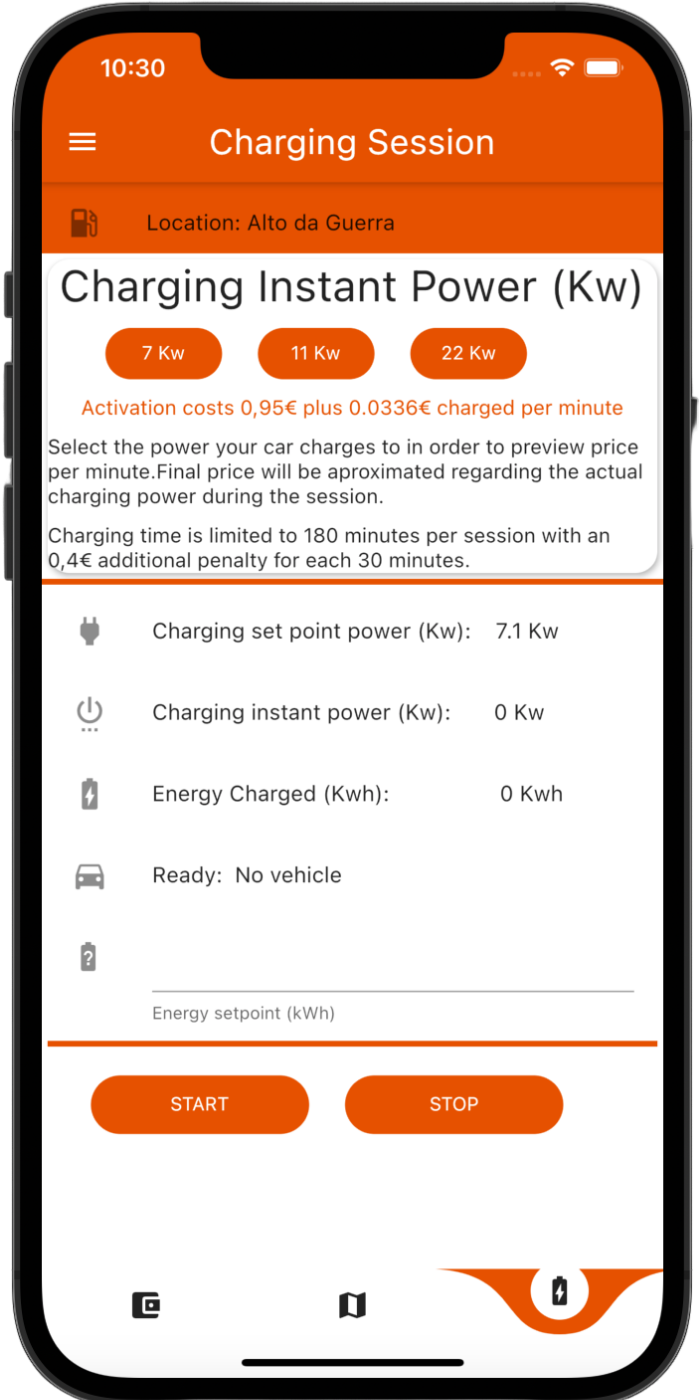 10:30
Charging Session
Location: Alto da Guerra
Charging Instant Power (Kw)
7 Kw
11 Kw
22 Kw
Activation costs 0,95€ plus 0.0336€ charged per minute
Select the power your car charges to in order to preview price
per minute.Final price will be aproximated regarding the actual
charging power during the session.
Charging time is limited to 180 minutes per session with an
0,4€ additional penalty for each 30 minutes.
Charging set point power (Kw): 7.1 Kw
Charging instant power (Kw): 0 Kw
Energy Charged (Kwh): 0 Kwh
Ready: No vehicle
Energy setpoint (kWh)
START
STOP